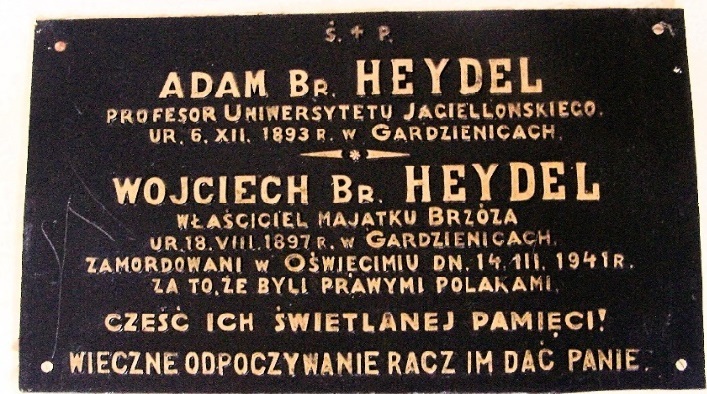 Ś. + P.
ADAM BR. HEYDEL
PROFESOR UNIWERSYTETU JAGIELLOŃSKIEGO.
UR. 6. XII. 1893 R. W GARDZIENICACH.
WOJCIECH BR. HEYDEL
WŁAŚCICIEL MAJĄTKU BRZÓZA
UR. 18. VIII. 1897 R. W GARDZIENICACH.
ZAMORDOWANI W OŚWIĘCIMIU DN. 14. III. 1941 R.
ZA TO, ŻE BYLI PRAWYMI POLAKAMI.
CZEŚĆ ICH ŚWIETLANEJ PAMIĘCI!
WIECZNE ODPOCZYWANIE RACZ IM DAĆ PANIE.